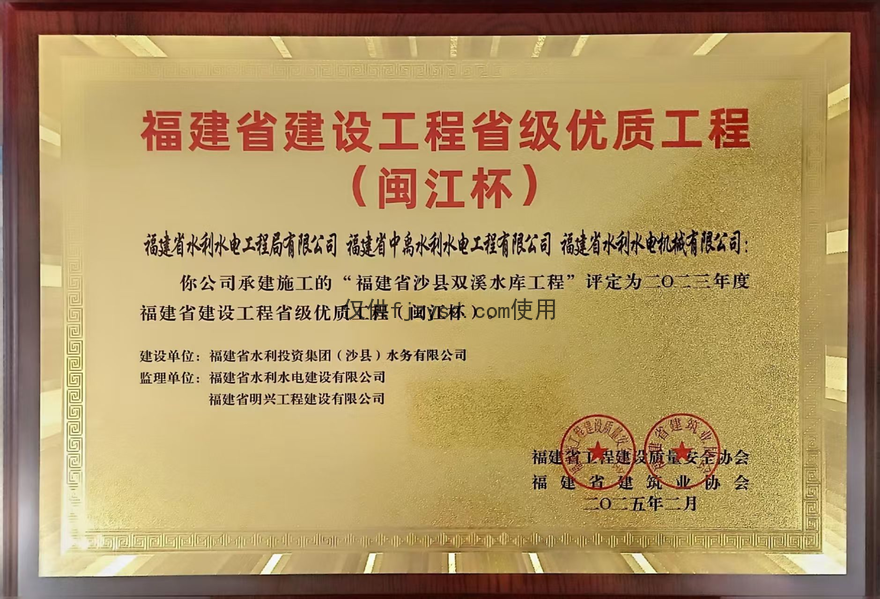 福建省建设工程省级优质工程
（闽江杯）
福建省水利水电工程局有限公司 福建省中禹水利水电工程有限公司 福建省水利水电机械有限公司：
你公司承建施工的“福建省沙县双溪水库工程”评定为二〇二三年度
福建省建设工程省级优质工程（闽江杯）。
建设单位：福建省水利投资集团（沙县）水务有限公司
监理单位：福建省水利水电建设有限公司
福建省明兴工程建设有限公司
福建省工程建设质量安全协会
福建省建筑业协会
二〇二五年二月